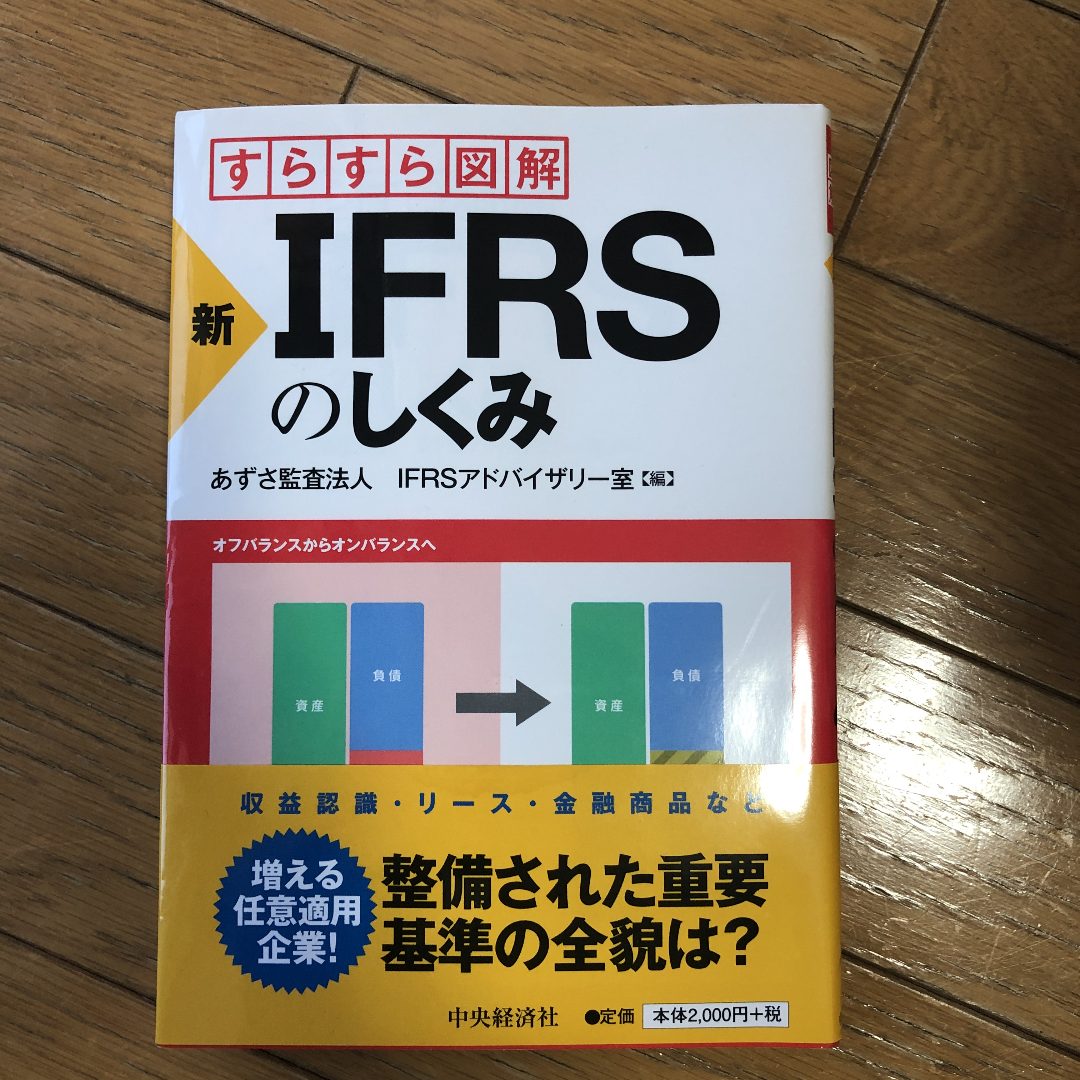 すらすら図解
新
IFRS
のしくみ
あずさ監査法人 IFRSアドバイザリー室【編】
オフバランスからオンバランスへ
資産
負債
資産
負債
収益認識・リース・金融商品など
増える
任意適用
企業!
整備された重要
基準の全貌は?
中央経済社 ●定価 本体2,000円+税